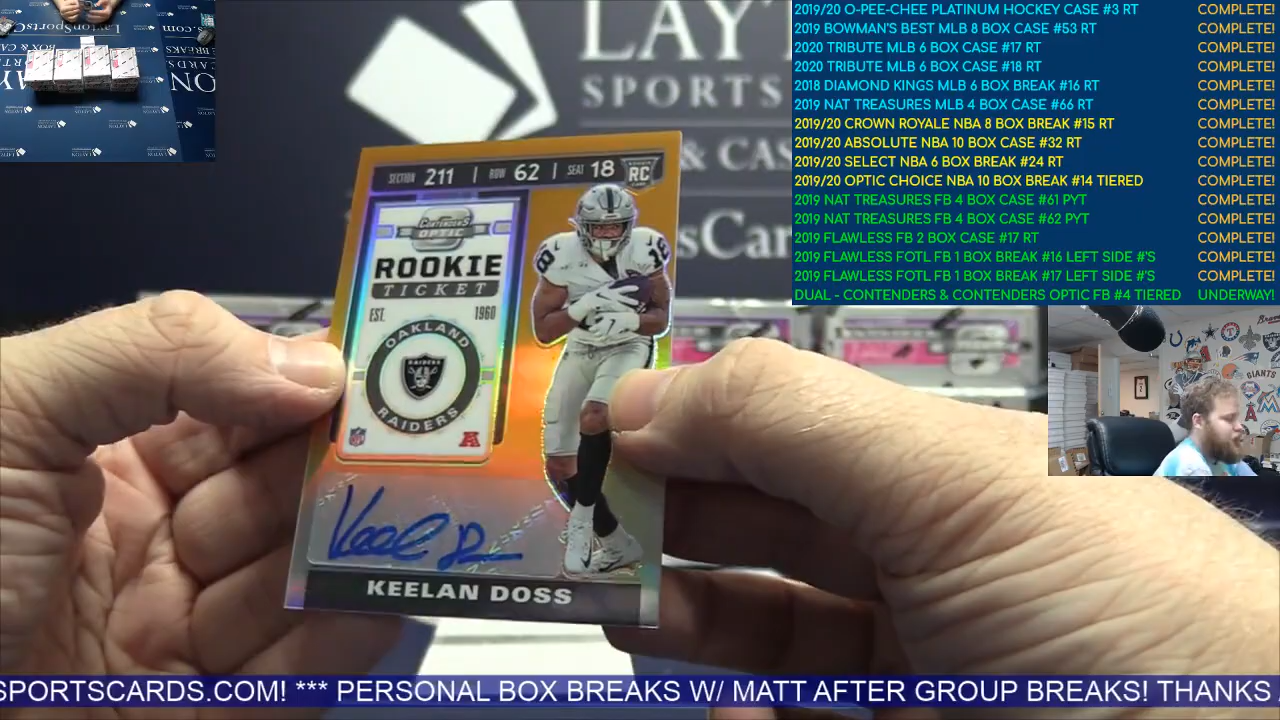 2019/20 O-PEE-CHEE PLATINUM HOCKEY CASE #3 RT COMPLETE!
2019 BOWMAN'S BEST MLB 8 BOX CASE #53 RT COMPLETE!
2020 TRIBUTE MLB 6 BOX CASE #17 RT COMPLETE!
2020 TRIBUTE MLB 6 BOX CASE #18 RT COMPLETE!
2018 DIAMOND KINGS MLB 6 BOX BREAK #16 RT COMPLETE!
2019 NAT TREASURES MLB 4 BOX CASE #66 RT COMPLETE!
2019/20 CROWN ROYALE NBA 8 BOX BREAK #15 RT COMPLETE!
2019/20 ABSOLUTE NBA 10 BOX CASE #32 RT COMPLETE!
2019/20 SELECT NBA 6 BOX BREAK #24 RT COMPLETE!
2019/20 OPTIC CHOICE NBA 10 BOX BREAK #14 TIERED COMPLETE!
2019 NAT TREASURES FB 4 BOX CASE #61 PYT COMPLETE!
2019 NAT TREASURES FB 4 BOX CASE #62 PYT COMPLETE!
2019 FLAWLESS FB 2 BOX CASE #17 RT COMPLETE!
2019 FLAWLESS FOTL FB 1 BOX BREAK #16 LEFT SIDE #'S COMPLETE!
2019 FLAWLESS FOTL FB 1 BOX BREAK #17 LEFT SIDE #'S COMPLETE!
DUAL - CONTENDERS & CONTENDERS OPTIC FB #4 TIERED UNDERWAY!
LAYT
SPORTS
& CAS
sCar
SECTION 211 | ROW 62 | SEAT 18 RC
CONTENDERS
OPTIC
ROOKIE
TICKET
EST. 1960
OAKLAND
RAIDERS
RAIDERS
NFL
18
Keelan D
KEELAN DOSS
GIANTS
SPORTSCARDS.COM! *** PERSONAL BOX BREAKS W/ MATT AFTER GROUP BREAKS! THANKS